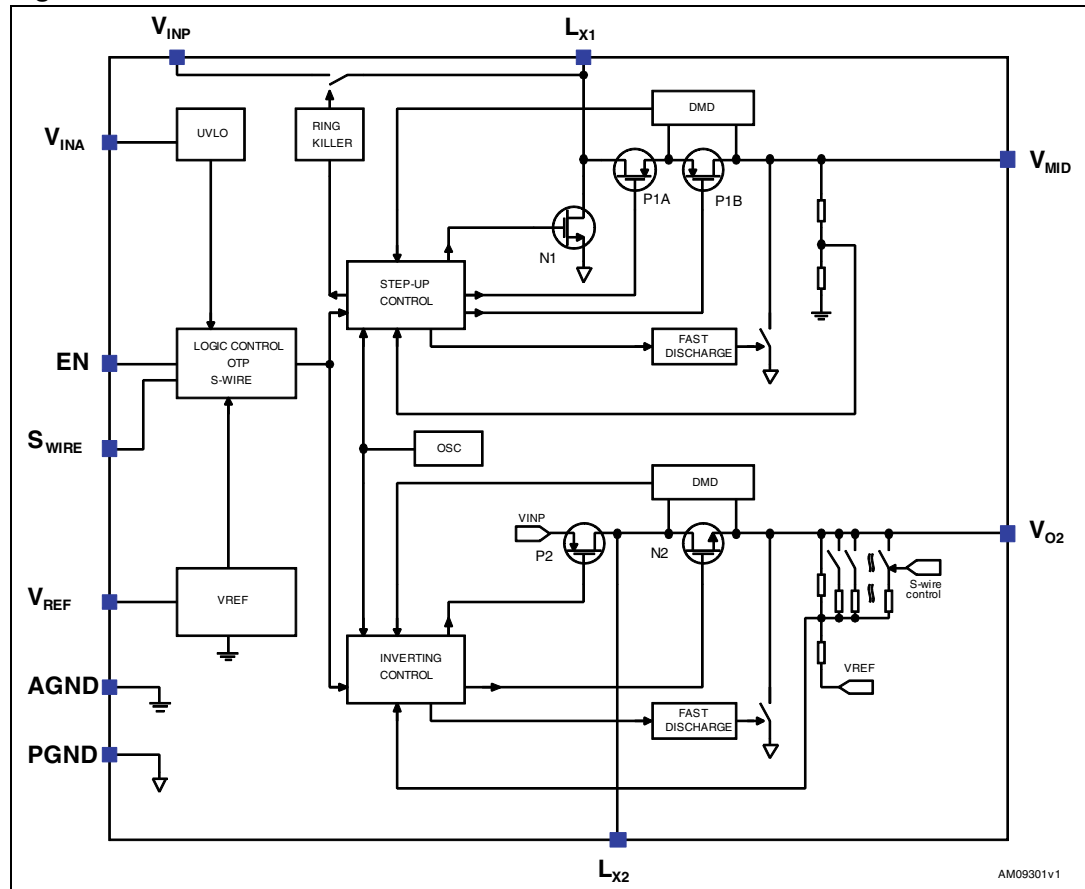 VINP
LX1
VINA
UVLO
RING
KILLER
DMD
VMID
P1A
P1B
N1
STEP-UP
CONTROL
EN
LOGIC CONTROL
OTP
S-WIRE
FAST
DISCHARGE
SWIRE
OSC
DMD
VINP
P2
N2
VO2
S-wire
control
VREF
VREF
INVERTING
CONTROL
VREF
AGND
FAST
DISCHARGE
PGND
LX2
AM09301v1